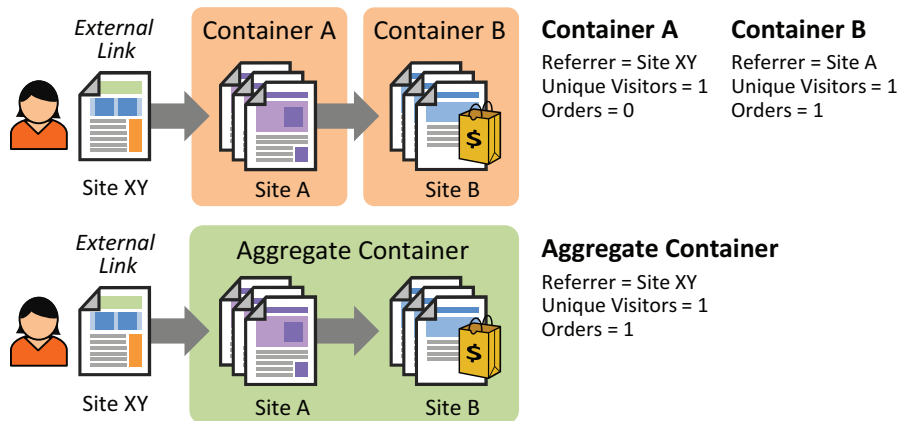 External
Link
Container A
Container B
Site XY
Site A
Site B
$
Container A
Referrer = Site XY
Unique Visitors = 1
Orders = 0
Container B
Referrer = Site A
Unique Visitors = 1
Orders = 1
External
Link
Aggregate Container
Site XY
Site A
Site B
$
Aggregate Container
Referrer = Site XY
Unique Visitors = 1
Orders = 1